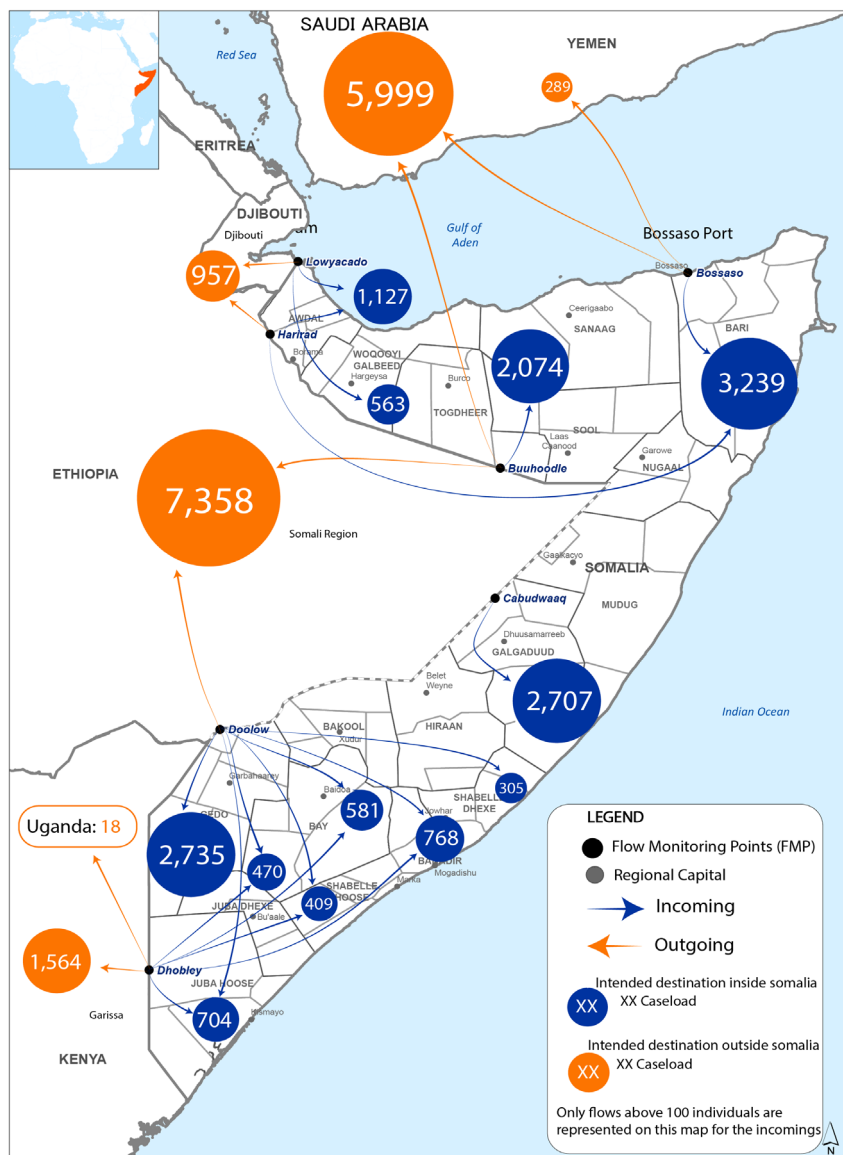 SAUDI ARABIA
Red Sea
YEMEN
5,999
289
ERITREA
DJIBOUTI
Djibouti
Gulf of
Aden
Bossaso Port
Lowyacado
Bossaso
Bossaso
957
1,127
Ceerigaabo
AWDAL
SANAAG
BARI
Harirad
Borama
WOQOOYI
GALBEED
Hargeysa
2,074
3,239
Burco
563
TOGDHEER
SOOL
Laas
Caanood
Garowe
Buuhoodle
NUGAAL
ETHIOPIA
7,358
Somali Region
Gaalkacyo
SOMALIA
Cabudwaaq
MUDUG
Dhuusamarreeb
GALGADUUD
Belet
Weyne
2,707
Indian Ocean
HIRAAN
Doolow
BAKOOL
Xudur
Garbahaarey
Baidoa
305
SHABELLE
DHEXE
581
Jowhar
GEDO
BAY
Uganda: 18
768
2,735
470
Mogadishu
SHABELLE
HOOSE
Marka
409
JUBA DHEXE
Bu'aale
1,564
Dhobley
JUBA HOOSE
Garissa
704
Kismayo
KENYA
LEGEND
Flow Monitoring Points (FMP)
Regional Capital
Incoming
Outgoing
Intended destination inside somalia
XX
XX Caseload
Intended destination outside somalia
XX
XX Caseload
Only flows above 100 individuals are
represented on this map for the incomings
N